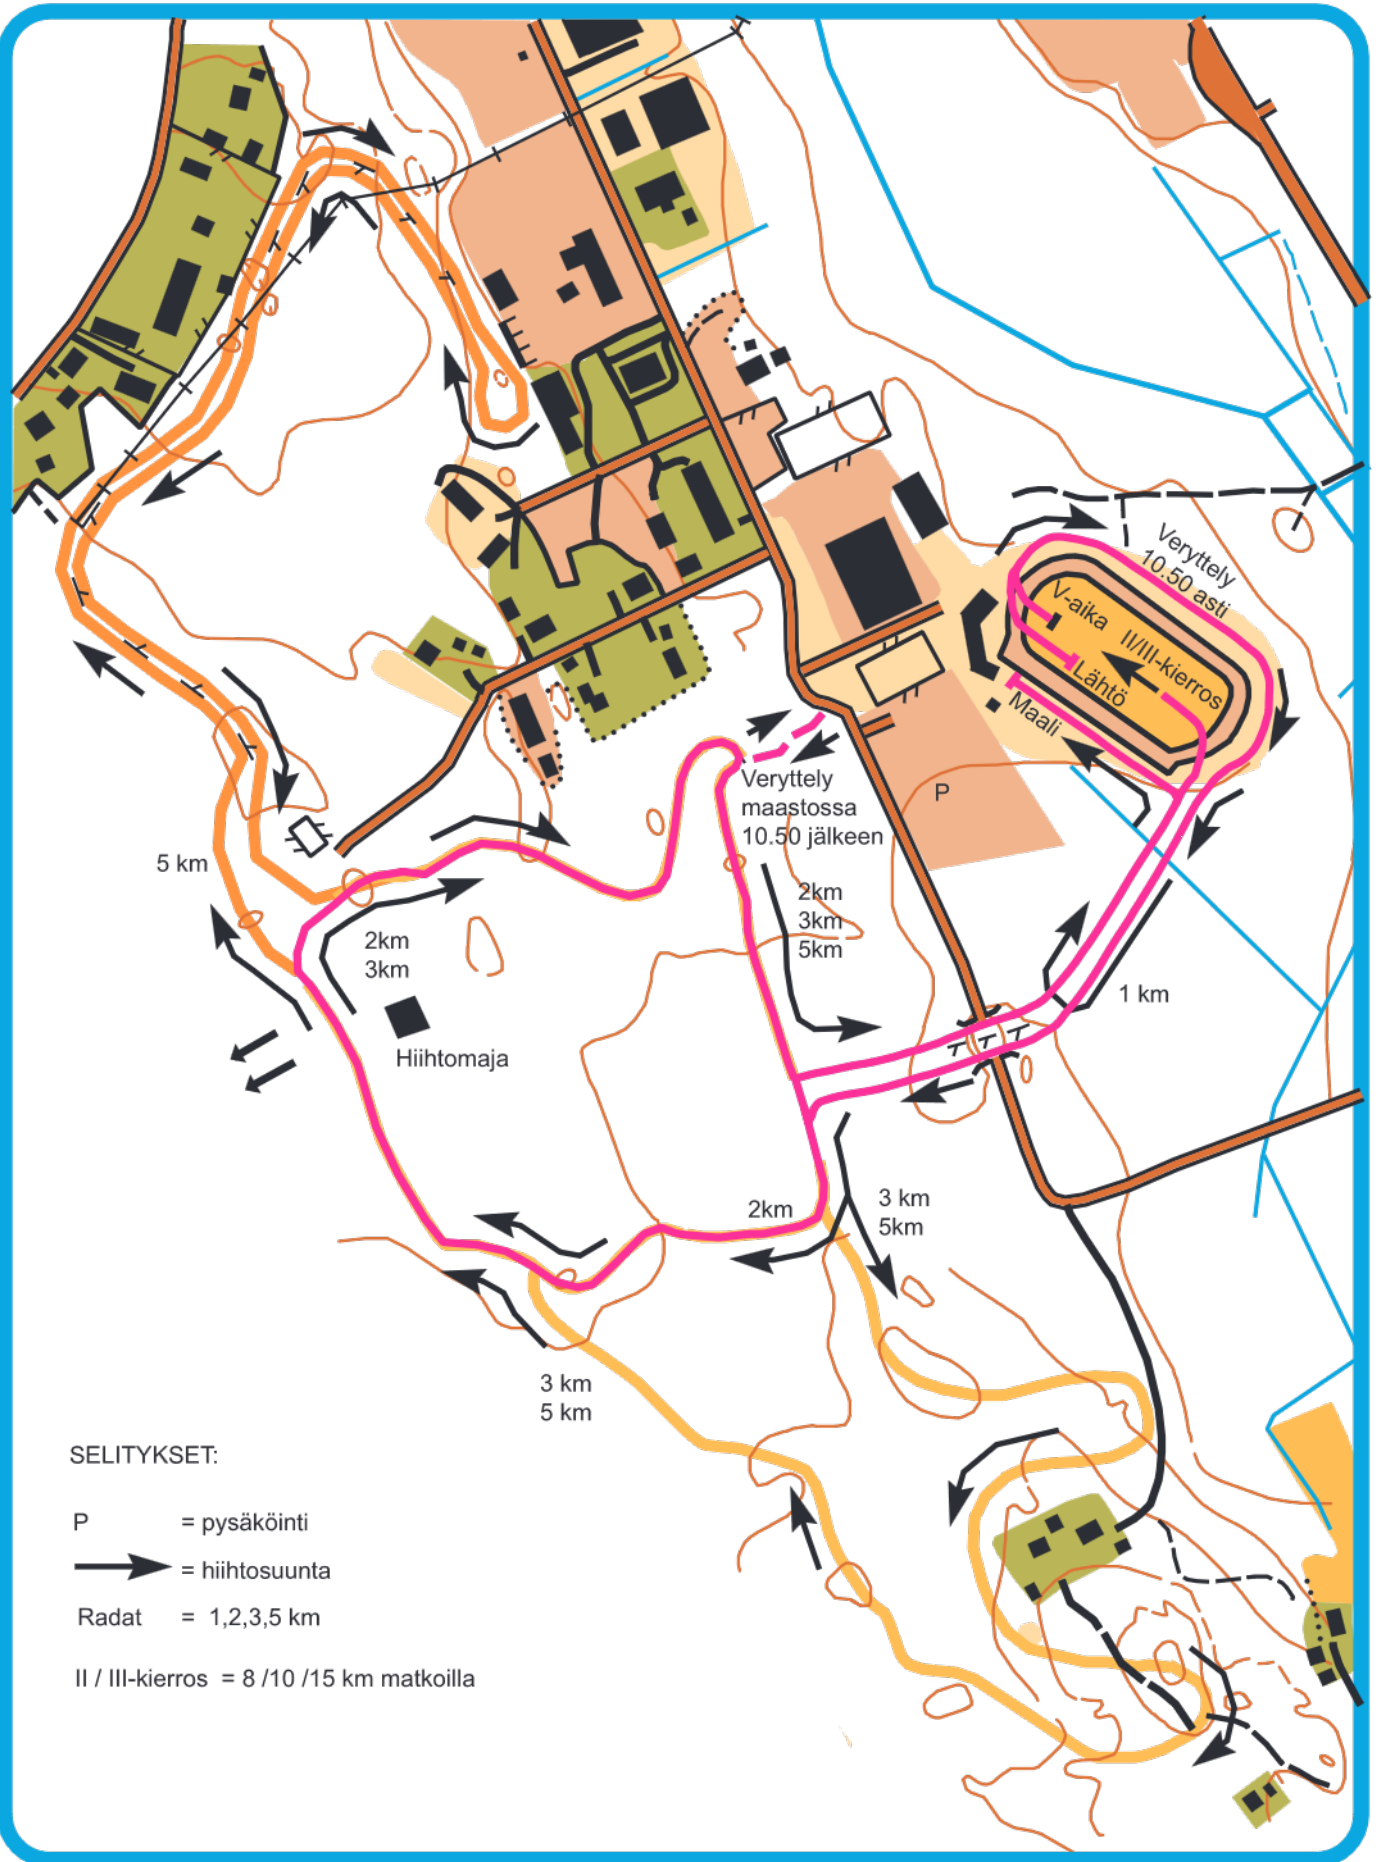 Veryttely
10.50 asti
V-aika
II/III-kierros
Lähtö
Maali
P
Veryttely
maastossa
10.50 jälkeen
2km
3km
5km
5 km
2km
3km
1 km
Hiihtomaja
2km
3 km
5km
3 km
5 km
SELITYKSET:
P = pysäköinti
= hiihtosuunta
Radat = 1,2,3,5 km
II / III-kierros = 8 /10 /15 km matkoilla